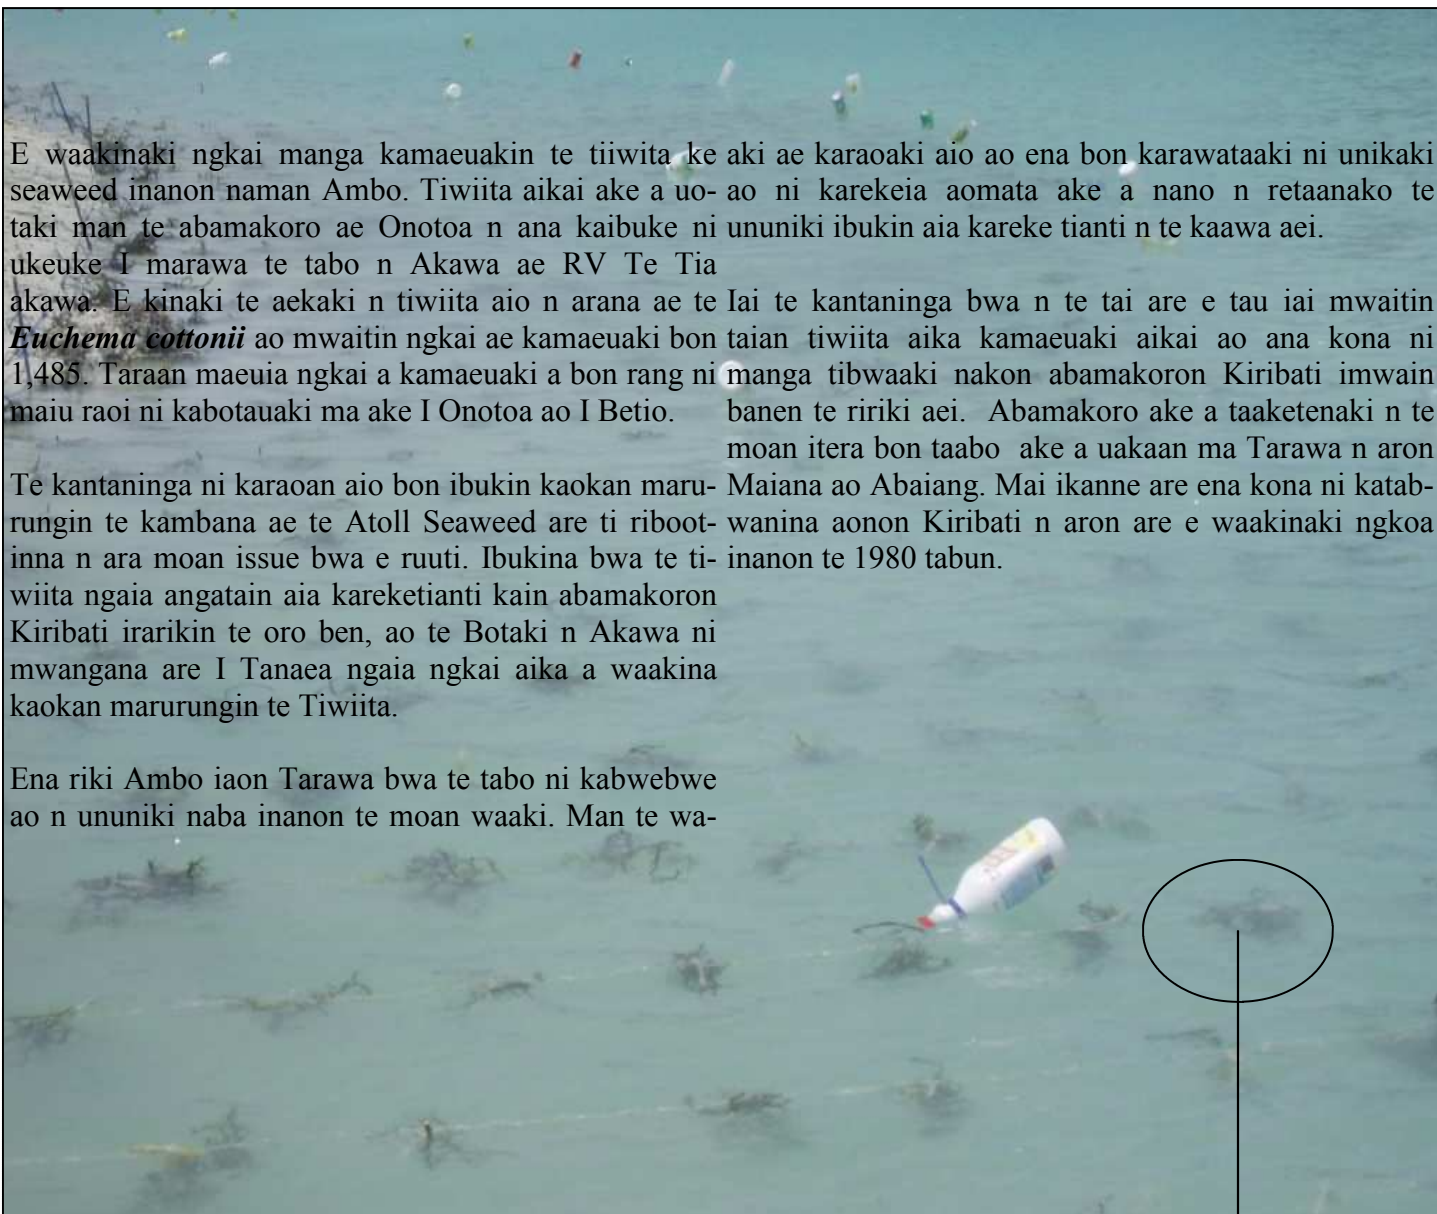 E waakinaki ngkai manga kamaeuakin te tiiwita ke
seaweed inanon naman Ambo. Tiwiita aikai ake a uo-
taki man te abamakoro ae Onotoa n ana kaibuke ni
ukeuke I marawa te tabo n Akawa ae RV Te Tia
akawa. E kinaki te aekaki n tiwiita aio n arana ae te
Euchema cottonii ao mwaitin ngkai ae kamaeuaki bon
1,485. Taraan maeuia ngkai a kamaeuaki a bon rang ni
maiu raoi ni kabotauaki ma ake I Onotoa ao I Betio.

Te kantaninga ni karaoan aio bon ibukin kaokan maru-
rungin te kambana ae te Atoll Seaweed are ti riboot-
inna n ara moan issue bwa e ruuti. Ibukina bwa te ti-
wiita ngaia angatain aia kareketianti kain abamakoron
Kiribati irarikin te oro ben, ao te Botaki n Akawa ni
mwangana are I Tanaea ngaia ngkai aika a waakina
kaokan marurungin te Tiwiita.

Ena riki Ambo iaon Tarawa bwa te tabo ni kabwebwe
ao n ununiki naba inanon te moan waaki. Man te wa-
aki ae karaoaki aio ao ena bon karawataaki ni unikaki
ao ni karekeia aomata ake a nano n retaanako te
ununiki ibukin aia kareke tianti n te kaawa aei.

Iai te kantaninga bwa n te tai are e tau iai mwaitin
taian tiwiita aika kamaeuaki aikai ao ana kona ni
manga tibwaaki nakon abamakoron Kiribati imwain
banen te ririki aei. Abamakoro ake a taaketenaki n te
moan itera bon taabo ake a uakaan ma Tarawa n aron
Maiana ao Abaiang. Mai ikanne are ena kona ni katab-
wanina aonon Kiribati n aron are e waakinaki ngkoa
inanon te 1980 tabun.